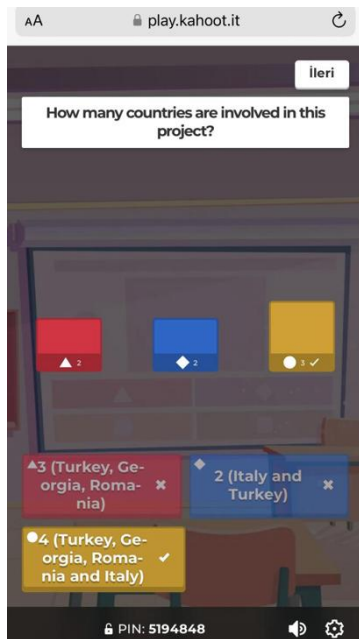 AA play.kahoot.it
İleri
How many countries are involved in this
project?
2
2
3
3 (Turkey, Ge-
orgia, Roma-
nia)
2 (Italy and
Turkey)
4 (Turkey, Ge-
orgia, Roma-
nia and Italy)
PIN: 5194848